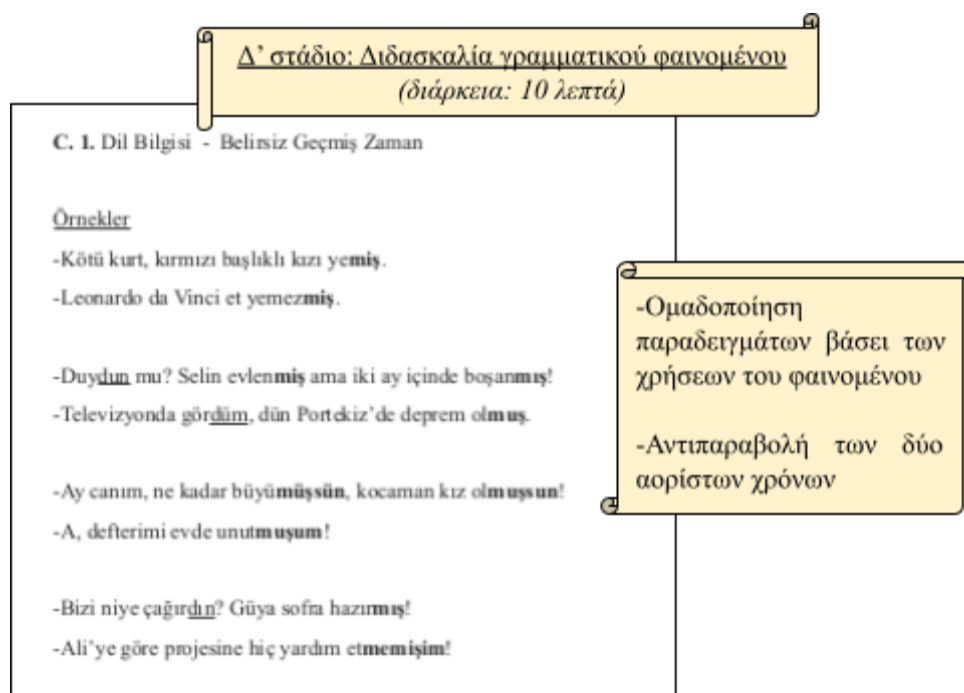 Δ’ στάδιο: Διδασκαλία γραμματικού φαινομένου
(διάρκεια: 10 λεπτά)
C. 1. Dil Bilgisi - Belirsiz Geçmiş Zaman
Örnekler
-Kötü kurt, kırmızı başlıklı kızı yemiş.
-Leonardo da Vinci et yemezmiş.
-Duydun mu? Selin evlenmiş ama iki ay içinde boşanmış!
-Televizyonda gördüm, dün Portekiz’de deprem olmuş.
-Ay canım, ne kadar büyümüşsün, kocaman kız olmuşsun!
-A, defterimi evde unutmuşum!
-Bizi niye çağırdın? Güya sofra hazırmış!
-Ali’ye göre projesine hiç yardım etmemişim!
-Ομαδοποίηση
παραδειγμάτων βάσει των
χρήσεων του φαινομένου
-Αντιπαραβολή των δύο
αορίστων χρόνων